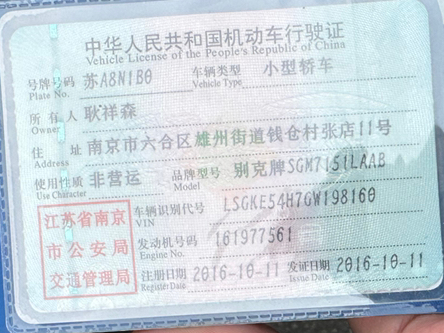 中华人民共和国机动车行驶证
Vehicle License of the People's Republic of China
号牌号码 苏A8N1B0 车辆类型 小型轿车
Plate No. Vehicle Type
所有人 耿祥森
Owner
住址 南京市六合区雄州街道钱仓村张店11号
Address
使用性质 非营运 品牌型号 别克牌SGM7151LAAB
Use Character Model
江苏省南京
市公安局
交通管理局
车辆识别代号 LSGKE54H7GW198160
VIN
发动机号码 161977561
Engine No.
注册日期 2016-10-11 发证日期 2016-10-11
Register Date Issue Date